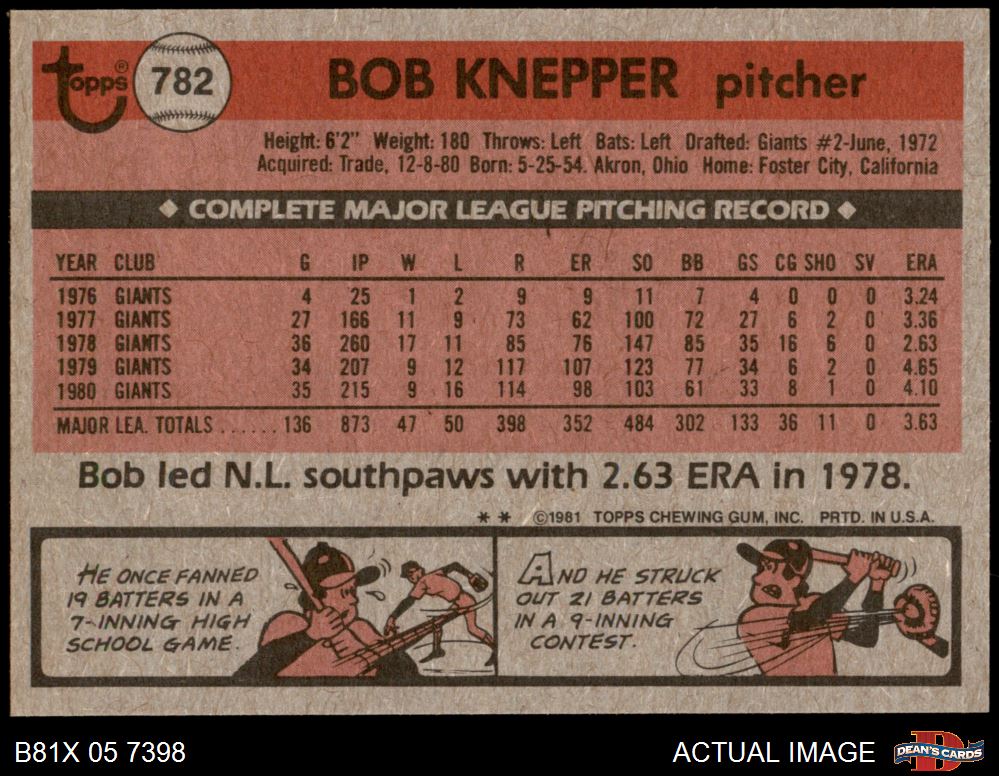 Topps® 782 BOB KNEPPER pitcher
Height: 6'2" Weight: 180 Throws: Left Bats: Left Drafted: Giants #2-June, 1972
Acquired: Trade, 12-8-80 Born: 5-25-54. Akron, Ohio Home: Foster City, California
◆ COMPLETE MAJOR LEAGUE PITCHING RECORD ◆
YEAR CLUB G IP W L R ER SO BB GS CG SHO SV ERA
1976 GIANTS 4 25 1 2 9 9 11 7 4 0 0 0 3.24
1977 GIANTS 27 166 11 9 73 62 100 72 27 6 2 0 3.36
1978 GIANTS 36 260 17 11 85 76 147 85 35 16 6 0 2.63
1979 GIANTS 34 207 9 12 117 107 123 77 34 6 2 0 4.65
1980 GIANTS 35 215 9 16 114 98 103 61 33 8 1 0 4.10
MAJOR LEA. TOTALS ...... 136 873 47 50 398 352 484 302 133 36 11 0 3.63
Bob led N.L. southpaws with 2.63 ERA in 1978.
** ©1981 TOPPS CHEWING GUM, INC. PRTD. IN U.S.A.
HE ONCE FANNED
19 BATTERS IN A
7-INNING HIGH
SCHOOL GAME.
AND HE STRUCK
OUT 21 BATTERS
IN A 9-INNING
CONTEST.
B81X 05 7398 ACTUAL IMAGE DEAN'S CARDS